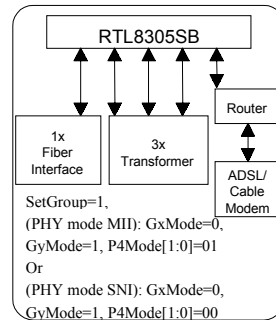 RTL8305SB
1x
Fiber
Interface
3x
Transformer
Router
ADSL/
Cable
Modem
SetGroup=1,
(PHY mode MII): GxMode=0,
GyMode=1, P4Mode[1:0]=01
Or
(PHY mode SNI): GxMode=0,
GyMode=1, P4Mode[1:0]=00